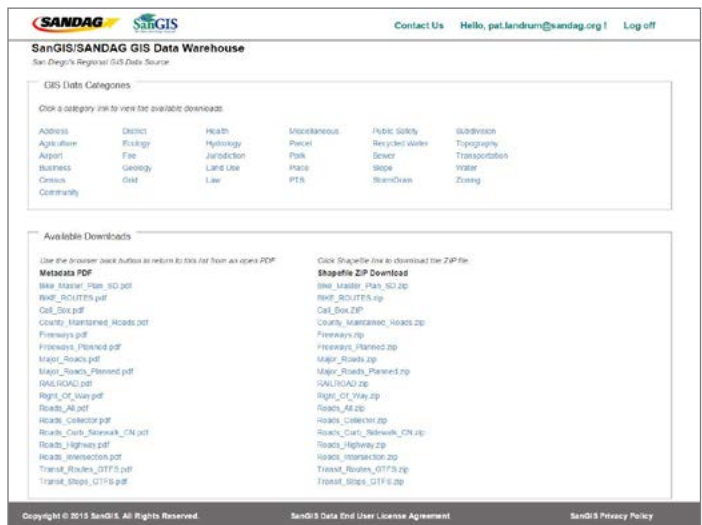 SANDAG SanGIS Contact Us Hello, pat.landrum@sandag.org ! Log off
SanGIS/SANDAG GIS Data Warehouse
San Diego's Regional GIS Data Source
GIS Data Categories
Click a category link to view the available downloads.
Address District Health Miscellaneous Public Safety Subdivision
Agriculture Ecology Hydrology Parcel Recycled Water Topography
Airport Fire Jurisdiction Park Sewer Transportation
Business Geology Land Use Place Slope Water
Census Grid Law PTS StormDrain Zoning
Community
Available Downloads
Use the browser back button to return to this list from an open PDF. Click Shapefile link to download the ZIP file.
Metadata PDF Shapefile ZIP Download
Bike_Master_Plan_SD.pdf Bike_Master_Plan_SD.zip
BIKE_ROUTES.pdf BIKE_ROUTES.zip
Call_Box.pdf Call_Box.ZIP
County_Maintained_Roads.pdf County_Maintained_Roads.zip
Freeways.pdf Freeways.zip
Freeways_Planned.pdf Freeways_Planned.zip
Major_Roads.pdf Major_Roads.zip
Major_Roads_Planned.pdf Major_Roads_Planned.zip
RAILROAD.pdf RAILROAD.zip
Right_Of_Way.pdf Right_Of_Way.zip
Roads_All.pdf Roads_All.zip
Roads_Collector.pdf Roads_Collector.zip
Roads_Curb_Sidewalk_CN.pdf Roads_Curb_Sidewalk_CN.zip
Roads_Highway.pdf Roads_Highway.zip
Roads_Intersection.pdf Roads_Intersection.zip
Transit_Routes_GTFS.pdf Transit_Routes_GTFS.zip
Transit_Stops_GTFS.pdf Transit_Stops_GTFS.zip
Copyright © 2015 SanGIS. All Rights Reserved. SanGIS Data End User License Agreement SanGIS Privacy Policy